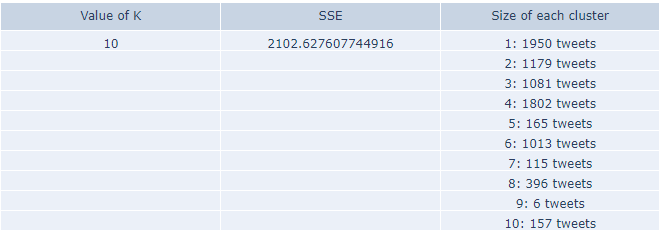 Value of K SSE Size of each cluster
10 2102.627607744916 1: 1950 tweets
2: 1179 tweets
3: 1081 tweets
4: 1802 tweets
5: 165 tweets
6: 1013 tweets
7: 115 tweets
8: 396 tweets
9: 6 tweets
10: 157 tweets